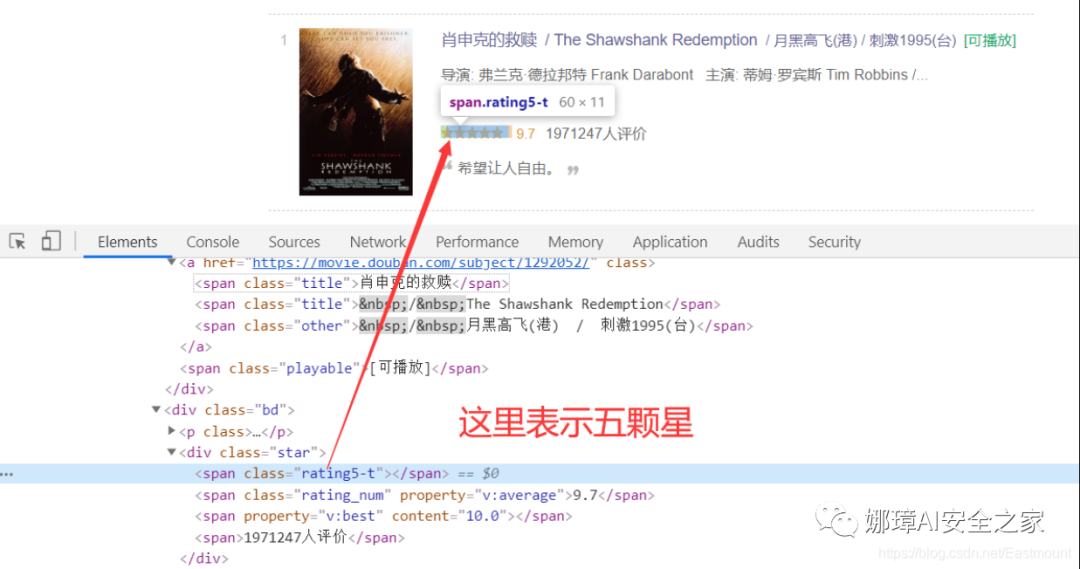 1
肖申克的救赎 / The Shawshank Redemption / 月黑高飞(港) / 刺激1995(台) [可播放]
导演: 弗兰克·德拉邦特 Frank Darabont 主演: 蒂姆·罗宾斯 Tim Robbins /...
span.rating5-t 60 × 11
9.7 1971247人评价
“ 希望让人自由。 ”
THE
SHAWSHANK
REDEMPTION
Elements Console Sources Network Performance Memory Application Audits Security
▼<a href="https://movie.douban.com/subject/1292052/" class>
<span class="title">肖申克的救赎</span>
<span class="title">&nbsp;/&nbsp;The Shawshank Redemption</span>
<span class="other">&nbsp;/&nbsp;月黑高飞(港) / 刺激1995(台)</span>
</a>
<span class="playable">[可播放]</span>
</div>
▼<div class="bd">
▶<p class>…</p>
▼<div class="star">
这里表示五颗星
... <span class="rating5-t"></span> == $0
<span class="rating_num" property="v:average">9.7</span>
<span property="v:best" content="10.0"></span>
<span>1971247人评价</span>
</div>
娜璋AI安全之家
https://blog.csdn.net/Eastmount